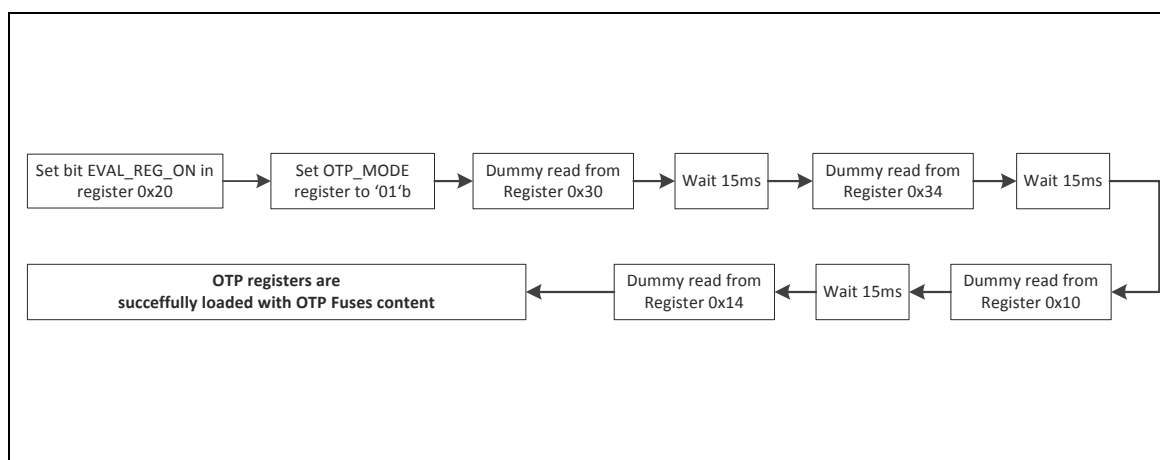 Set bit EVAL_REG_ON in
register 0x20
Set OTP_MODE
register to ‘01‘b
Dummy read from
Register 0x30
Wait 15ms
Dummy read from
Register 0x34
Wait 15ms
Dummy read from
Register 0x10
Wait 15ms
Dummy read from
Register 0x14
OTP registers are
succeffully loaded with OTP Fuses content